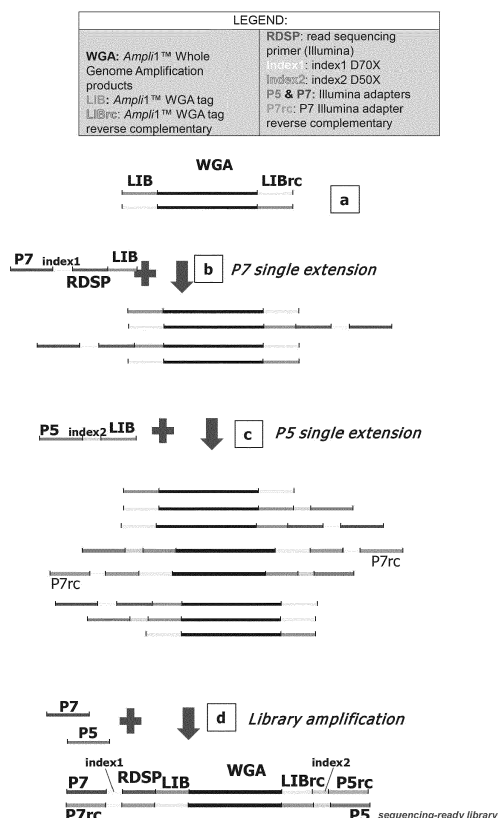 LEGEND:
WGA: Ampli1™ Whole
Genome Amplification
products
LIB: Ampli1™ WGA tag
LIBrc: Ampli1™ WGA tag
reverse complementary
RDSP: read sequencing
primer (Illumina)
index1: index1 D70X
index2: index2 D50X
P5 & P7: Illumina adapters
P7rc: P7 Illumina adapter
reverse complementary
WGA
LIB LIBrc
a
P7 index1 LIB
RDSP
b P7 single extension
P5 index2 LIB
c P5 single extension
P7rc
P7rc
P7
P5
d Library amplification
index1 index2
P7 RDSP LIB WGA LIBrc P5rc
P7rc P5 sequencing-ready library